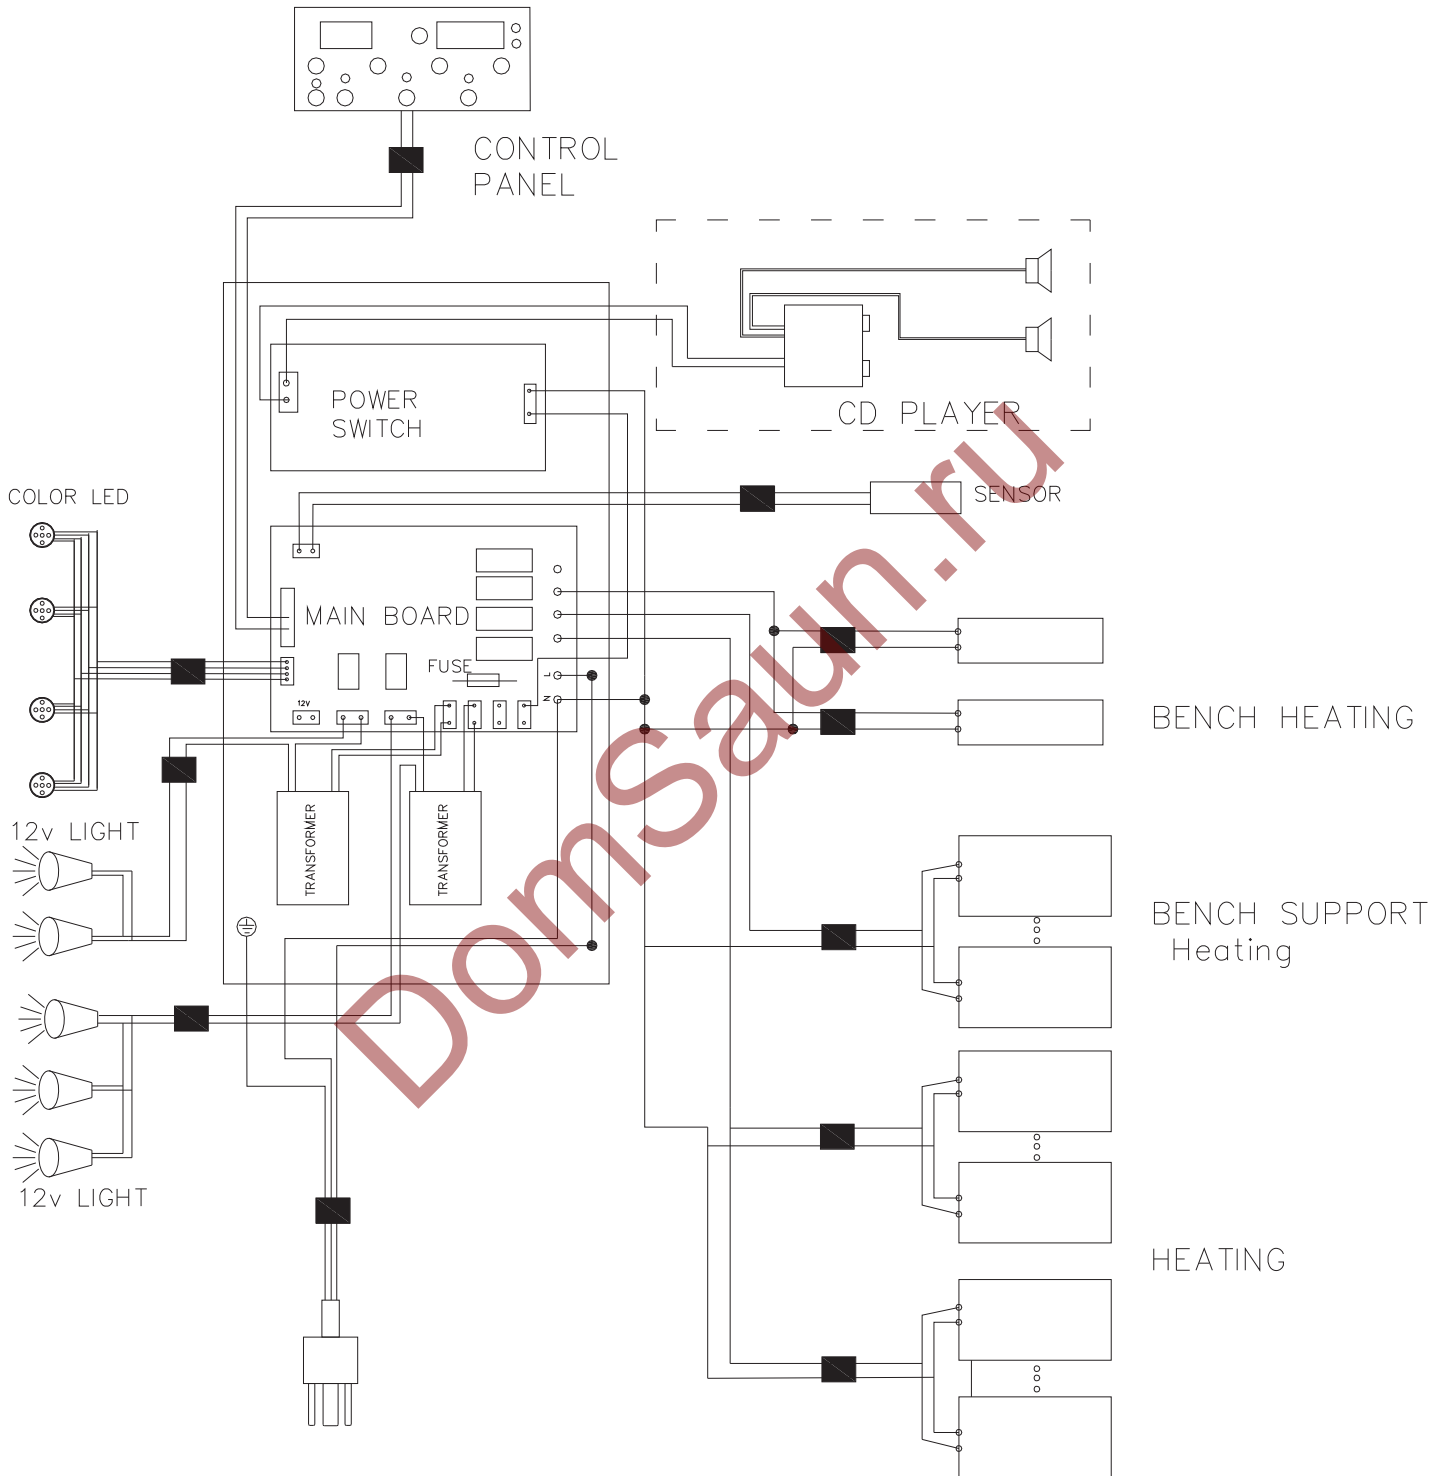 CONTROL
PANEL
CD PLAYER
POWER
SWITCH
COLOR LED
SENSOR
MAIN BOARD
FUSE
L
N
12V
BENCH HEATING
TRANSFORMER
TRANSFORMER
12v LIGHT
BENCH SUPPORT
Heating
12v LIGHT
HEATING
DomSaun.ru